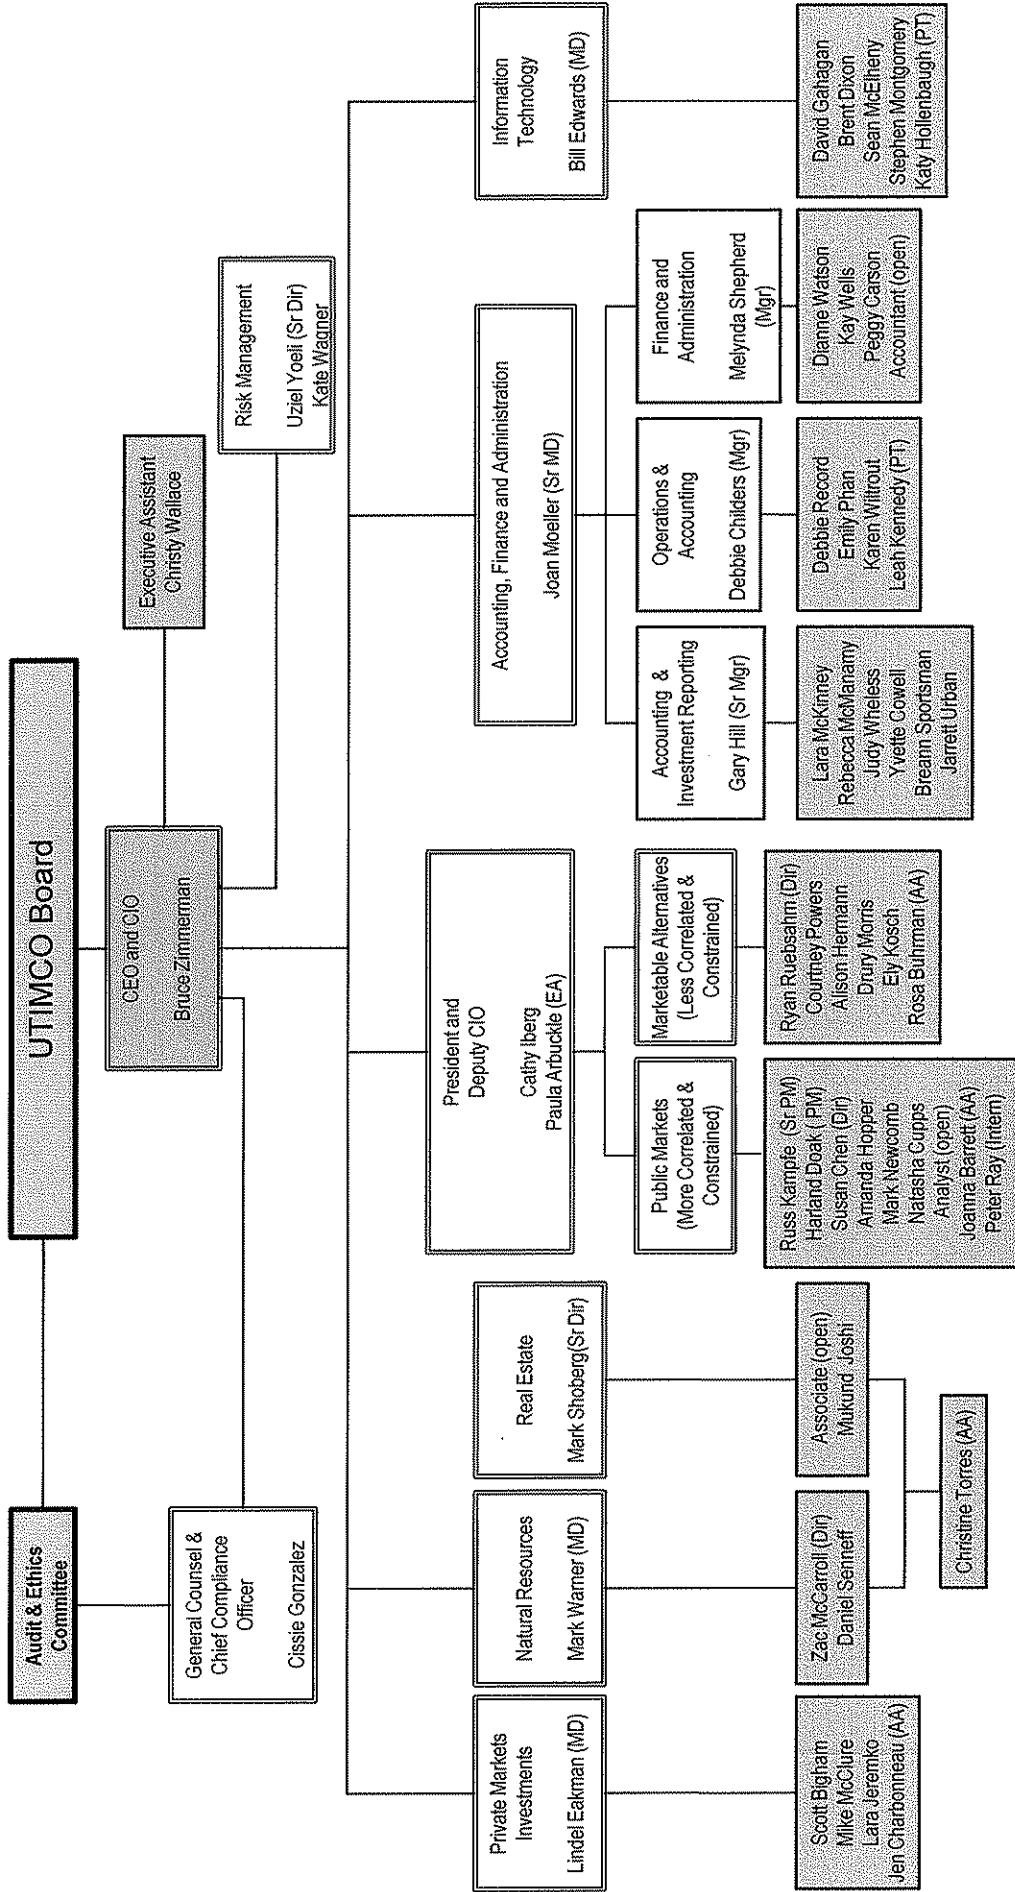 UTIMCO Board
Audit & Ethics
Committee
CEO and CIO
Bruce Zimmerman
Executive Assistant
Christy Wallace
General Counsel &
Chief Compliance
Officer
Cissie Gonzalez
Risk Management
Uziel Yoeli (Sr Dir)
Kate Wagner
Private Markets
Investments
Lindel Eakman (MD)
Natural Resources
Mark Warner (MD)
Real Estate
Mark Shoberg(Sr Dir)
President and
Deputy CIO
Cathy Iberg
Paula Arbuckle (EA)
Accounting, Finance and Administration
Joan Moeller (Sr MD)
Information
Technology
Bill Edwards (MD)
Public Markets
(More Correlated &
Constrained)
Marketable Alternatives
(Less Correlated &
Constrained)
Accounting &
Investment Reporting
Gary Hill (Sr Mgr)
Operations &
Accounting
Debbie Childers (Mgr)
Finance and
Administration
Melynda Shepherd
(Mgr)
Scott Bigham
Mike McClure
Lara Jeremko
Jen Charbonneau (AA)
Zac McCarroll (Dir)
Daniel Senneff
Associate (open)
Mukund Joshi
Christine Torres (AA)
Russ Kampfe (Sr PM)
Harland Doak ( PM)
Susan Chen (Dir)
Amanda Hopper
Mark Newcomb
Natasha Cupps
Analyst (open)
Joanna Barrett (AA)
Peter Ray (Intern)
Ryan Ruebsahm (Dir)
Courtney Powers
Alison Hermann
Drury Morris
Ely Kosch
Rosa Buhrman (AA)
Lara McKinney
Rebecca McManamy
Judy Wheless
Yvette Cowell
Breann Sportsman
Jarrett Urban
Debbie Record
Emily Phan
Karen Wiltrout
Leah Kennedy (PT)
Dianne Watson
Kay Wells
Peggy Carson
Accountant (open)
David Gahagan
Brent Dixon
Sean McElheny
Stephen Montgomery
Katy Hollenbaugh (PT)